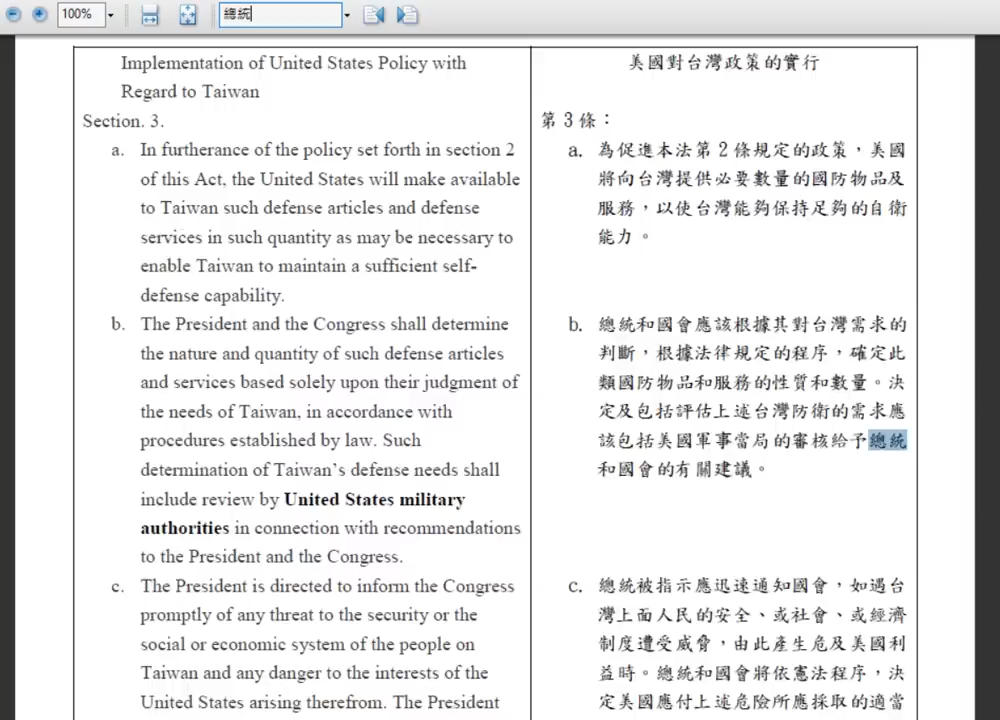 100%
總統
Implementation of United States Policy with
Regard to Taiwan
Section. 3.
a. In furtherance of the policy set forth in section 2
of this Act, the United States will make available
to Taiwan such defense articles and defense
services in such quantity as may be necessary to
enable Taiwan to maintain a sufficient self-
defense capability.
b. The President and the Congress shall determine
the nature and quantity of such defense articles
and services based solely upon their judgment of
the needs of Taiwan, in accordance with
procedures established by law. Such
determination of Taiwan’s defense needs shall
include review by United States military
authorities in connection with recommendations
to the President and the Congress.
c. The President is directed to inform the Congress
promptly of any threat to the security or the
social or economic system of the people on
Taiwan and any danger to the interests of the
United States arising therefrom. The President
美國對台灣政策的實行
第 3 條：
a. 為促進本法第 2 條規定的政策，美國
將向台灣提供必要數量的國防物品及
服務，以使台灣能夠保持足夠的自衛
能力。
b. 總統和國會應該根據其對台灣需求的
判斷，根據法律規定的程序，確定此
類國防物品和服務的性質和數量。決
定及包括評估上述台灣防衛的需求應
該包括美國軍事當局的審核給予總統
和國會的有關建議。
c. 總統被指示應迅速通知國會，如遇台
灣上面人民的安全、或社會、或經濟
制度遭受威脅，由此產生危及美國利
益時。總統和國會將依憲法程序，決
定美國應付上述危險所應採取的適當